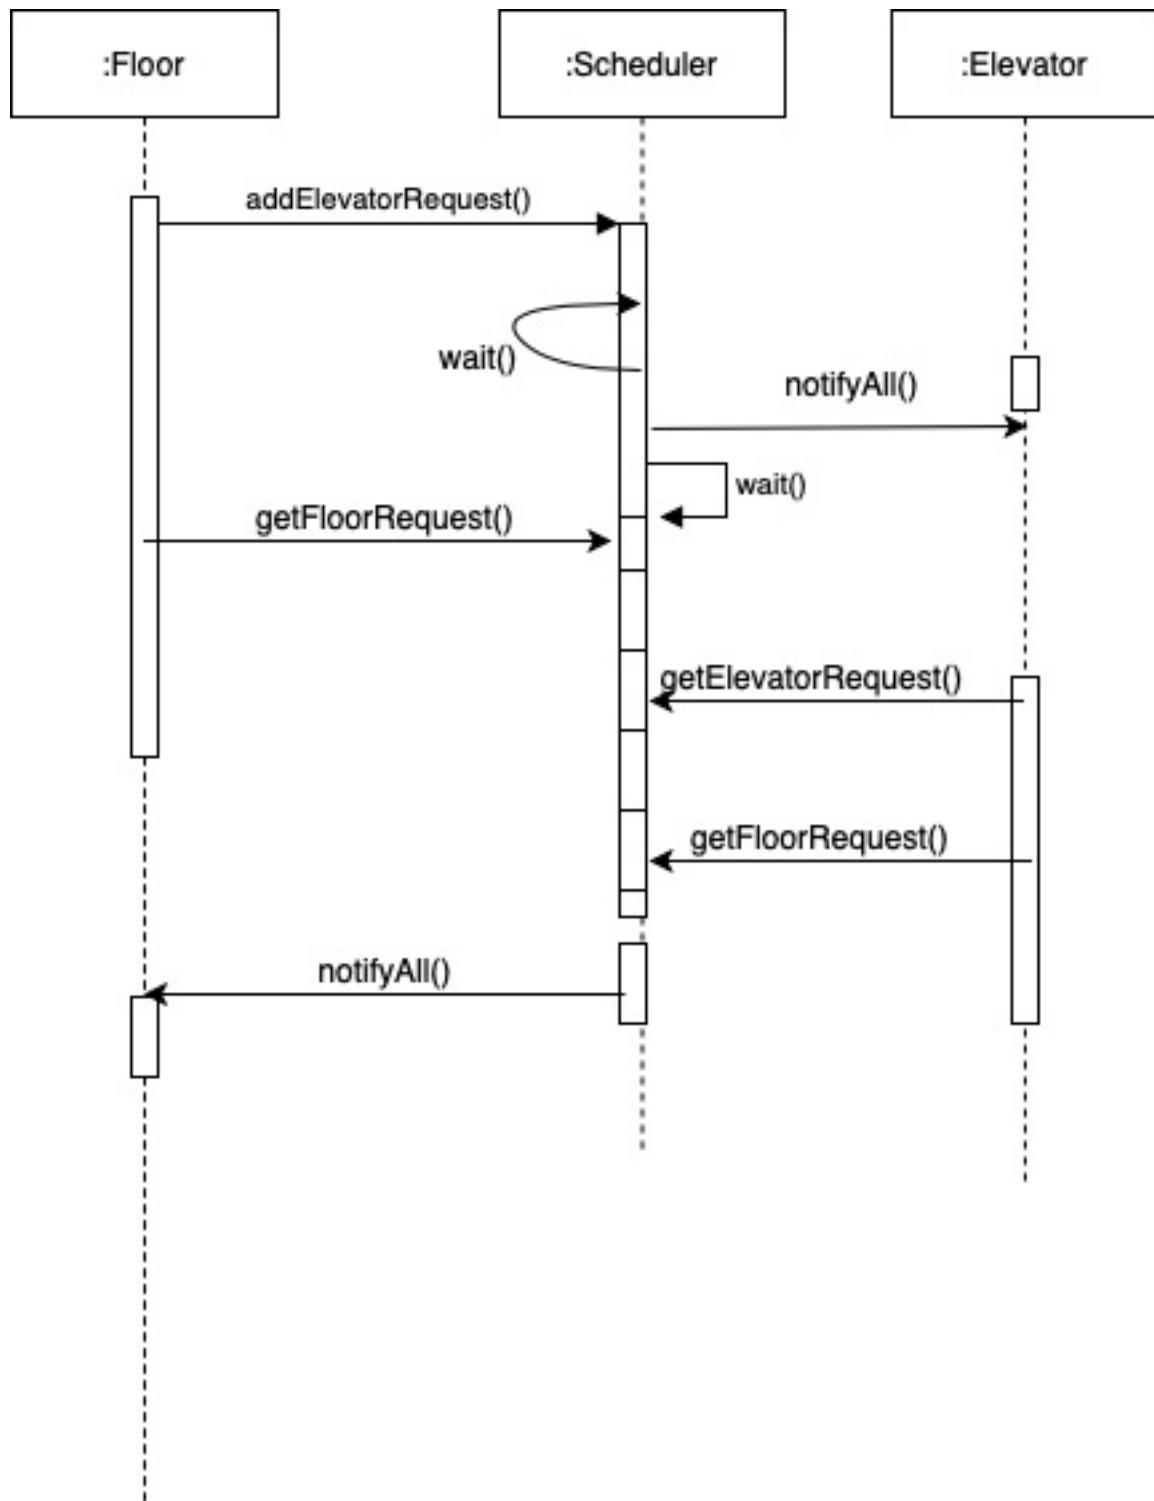 :Floor
:Scheduler
:Elevator
addElevatorRequest()
wait()
notifyAll()
wait()
getFloorRequest()
getElevatorRequest()
getFloorRequest()
notifyAll()